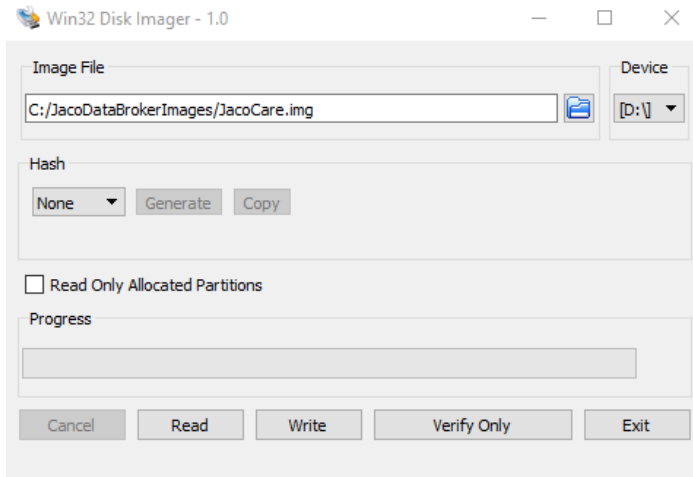 Win32 Disk Imager - 1.0
Image File
Device
C:/JacoDataBrokerImages/JacoCare.img
[D:\]
Hash
None
Generate
Copy
Read Only Allocated Partitions
Progress
Cancel
Read
Write
Verify Only
Exit